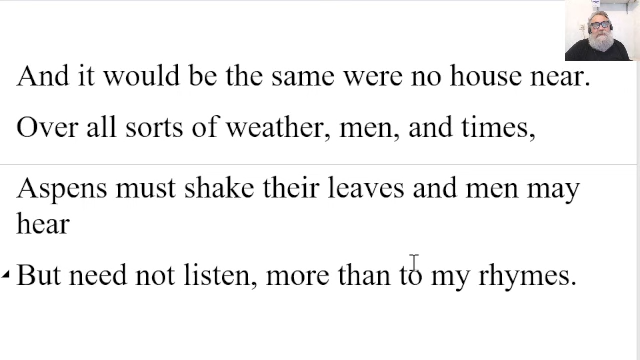 And it would be the same were no house near.
Over all sorts of weather, men, and times,
Aspens must shake their leaves and men may
hear
But need not listen, more than to my rhymes.